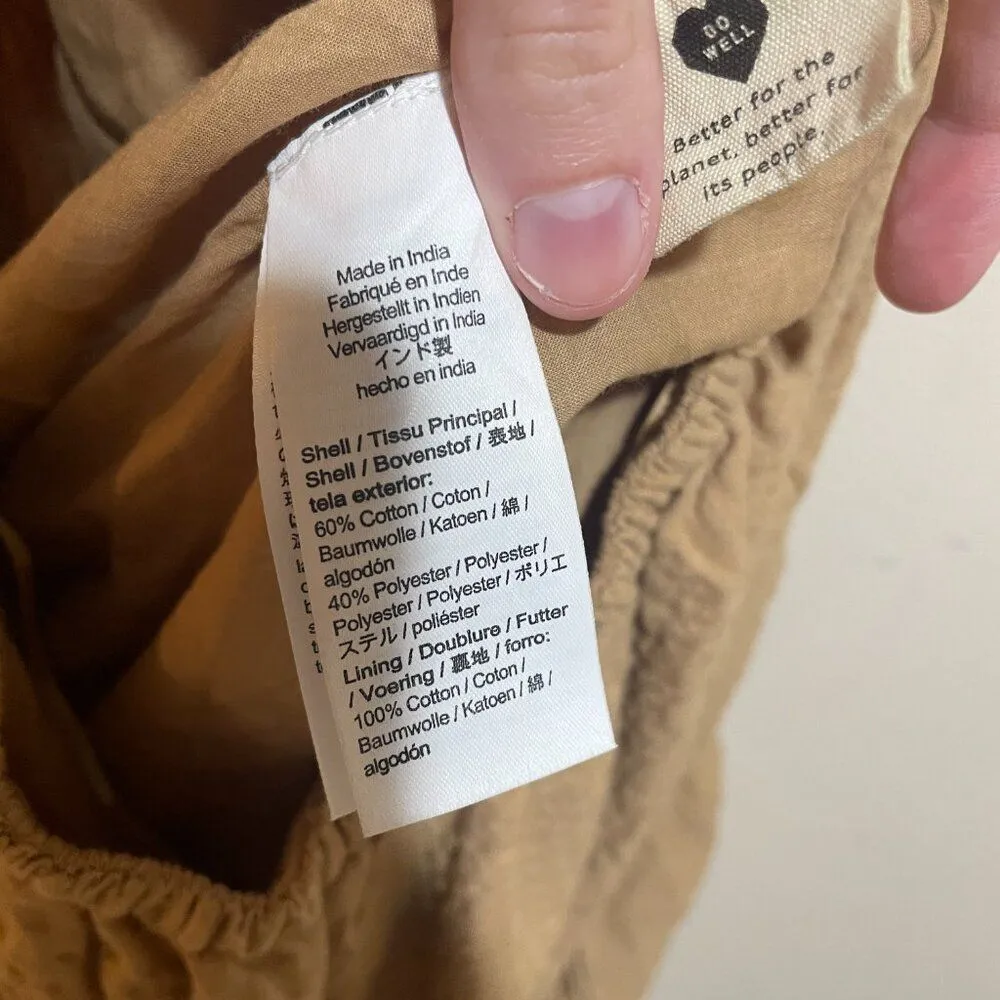 DO
WELL
Better for the
planet, better for
its people.
Made in India
Fabriqué en Inde
Hergestellt in Indien
Vervaardigd in India
インド製
hecho en india
Shell / Tissu Principal /
Shell / Bovenstof / 表地 /
tela exterior:
60% Cotton / Coton /
Baumwolle / Katoen / 綿 /
algodón
40% Polyester / Polyester /
Polyester / Polyester / ポリエ
ステル / poliéster
Lining / Doublure / Futter
/ Voering / 裏地 / forro:
100% Cotton / Coton /
Baumwolle / Katoen / 綿 /
algodón